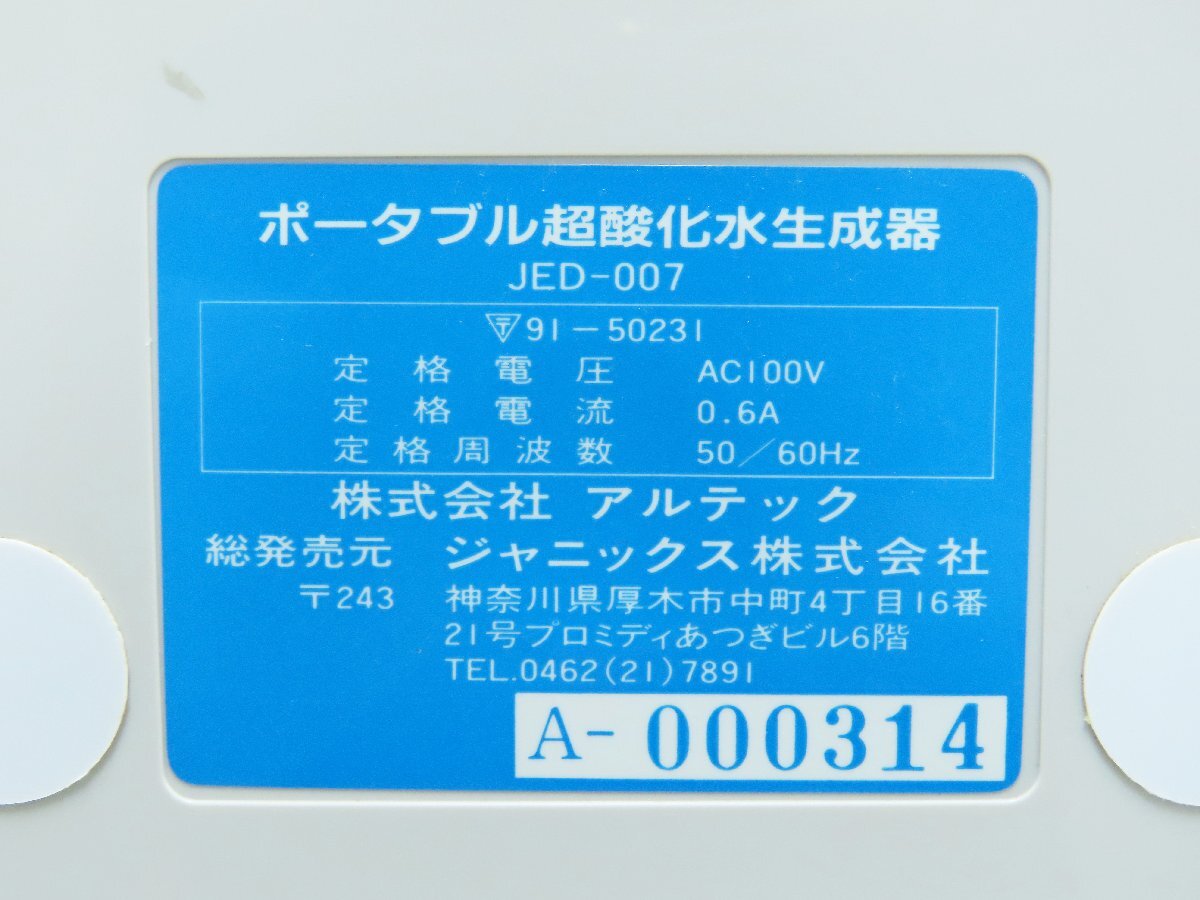 ポータブル超酸化水生成器
JED-007
〒91-50231
定格電圧 AC100V
定格電流 0.6A
定格周波数 50/60Hz
株式会社 アルテック
総発売元 ジャニックス株式会社
〒243 神奈川県厚木市中町4丁目16番
21号プロミティあつぎビル6階
TEL.0462(21)7891
A-000314